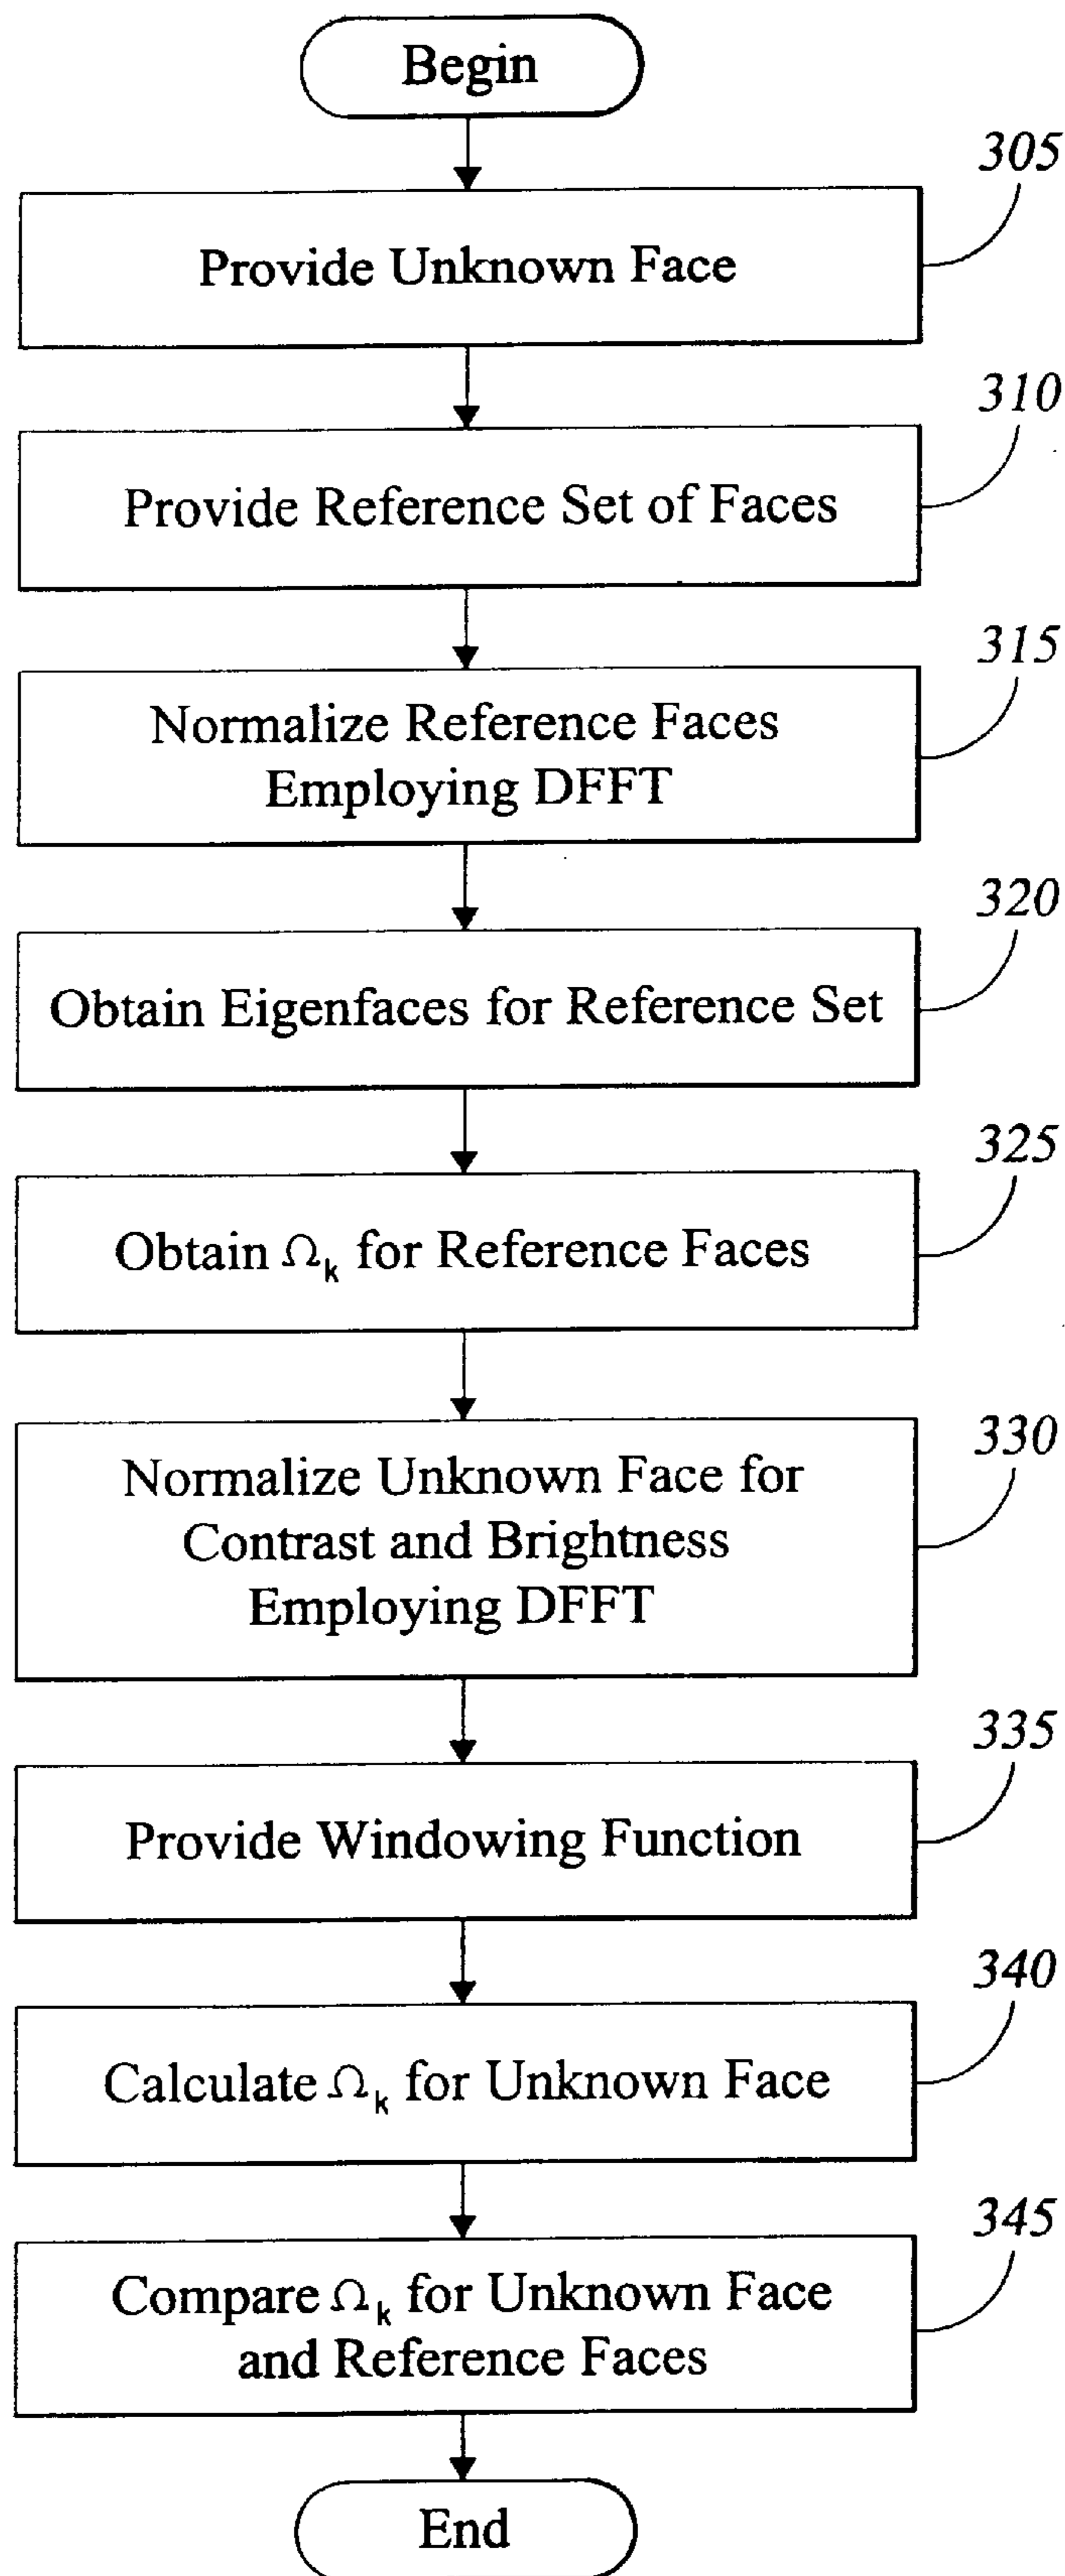 Begin
305
Provide Unknown Face
310
Provide Reference Set of Faces
315
Normalize Reference Faces
Employing DFFT
320
Obtain Eigenfaces for Reference Set
325
Obtain Ωk for Reference Faces
330
Normalize Unknown Face for
Contrast and Brightness
Employing DFFT
335
Provide Windowing Function
340
Calculate Ωk for Unknown Face
345
Compare Ωk for Unknown Face
and Reference Faces
End